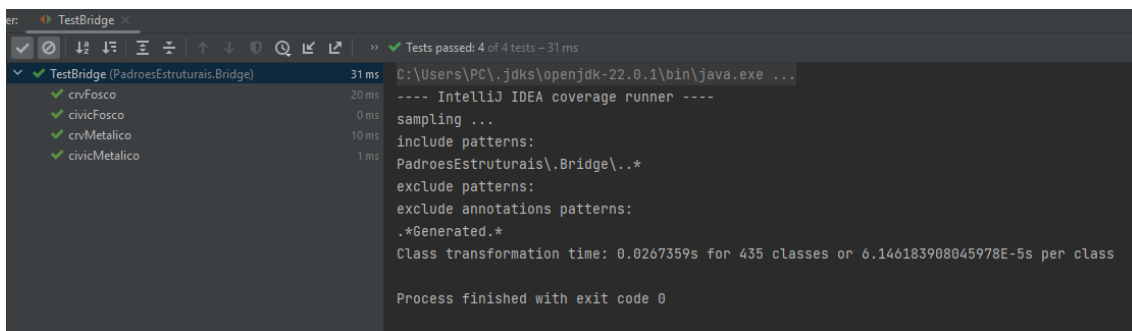 er: TestBridge
Tests passed: 4 of 4 tests – 31 ms
TestBridge (PadroesEstruturais.Bridge) 31 ms
crvFosco 20 ms
civicFosco 0 ms
crvMetalico 10 ms
civicMetalico 1 ms
C:\Users\PC\.jdks\openjdk-22.0.1\bin\java.exe ...
---- IntelliJ IDEA coverage runner ----
sampling ...
include patterns:
PadroesEstruturais\.Bridge\..*
exclude patterns:
exclude annotations patterns:
.*Generated.*
Class transformation time: 0.0267359s for 435 classes or 6.146183908045978E-5s per class
Process finished with exit code 0